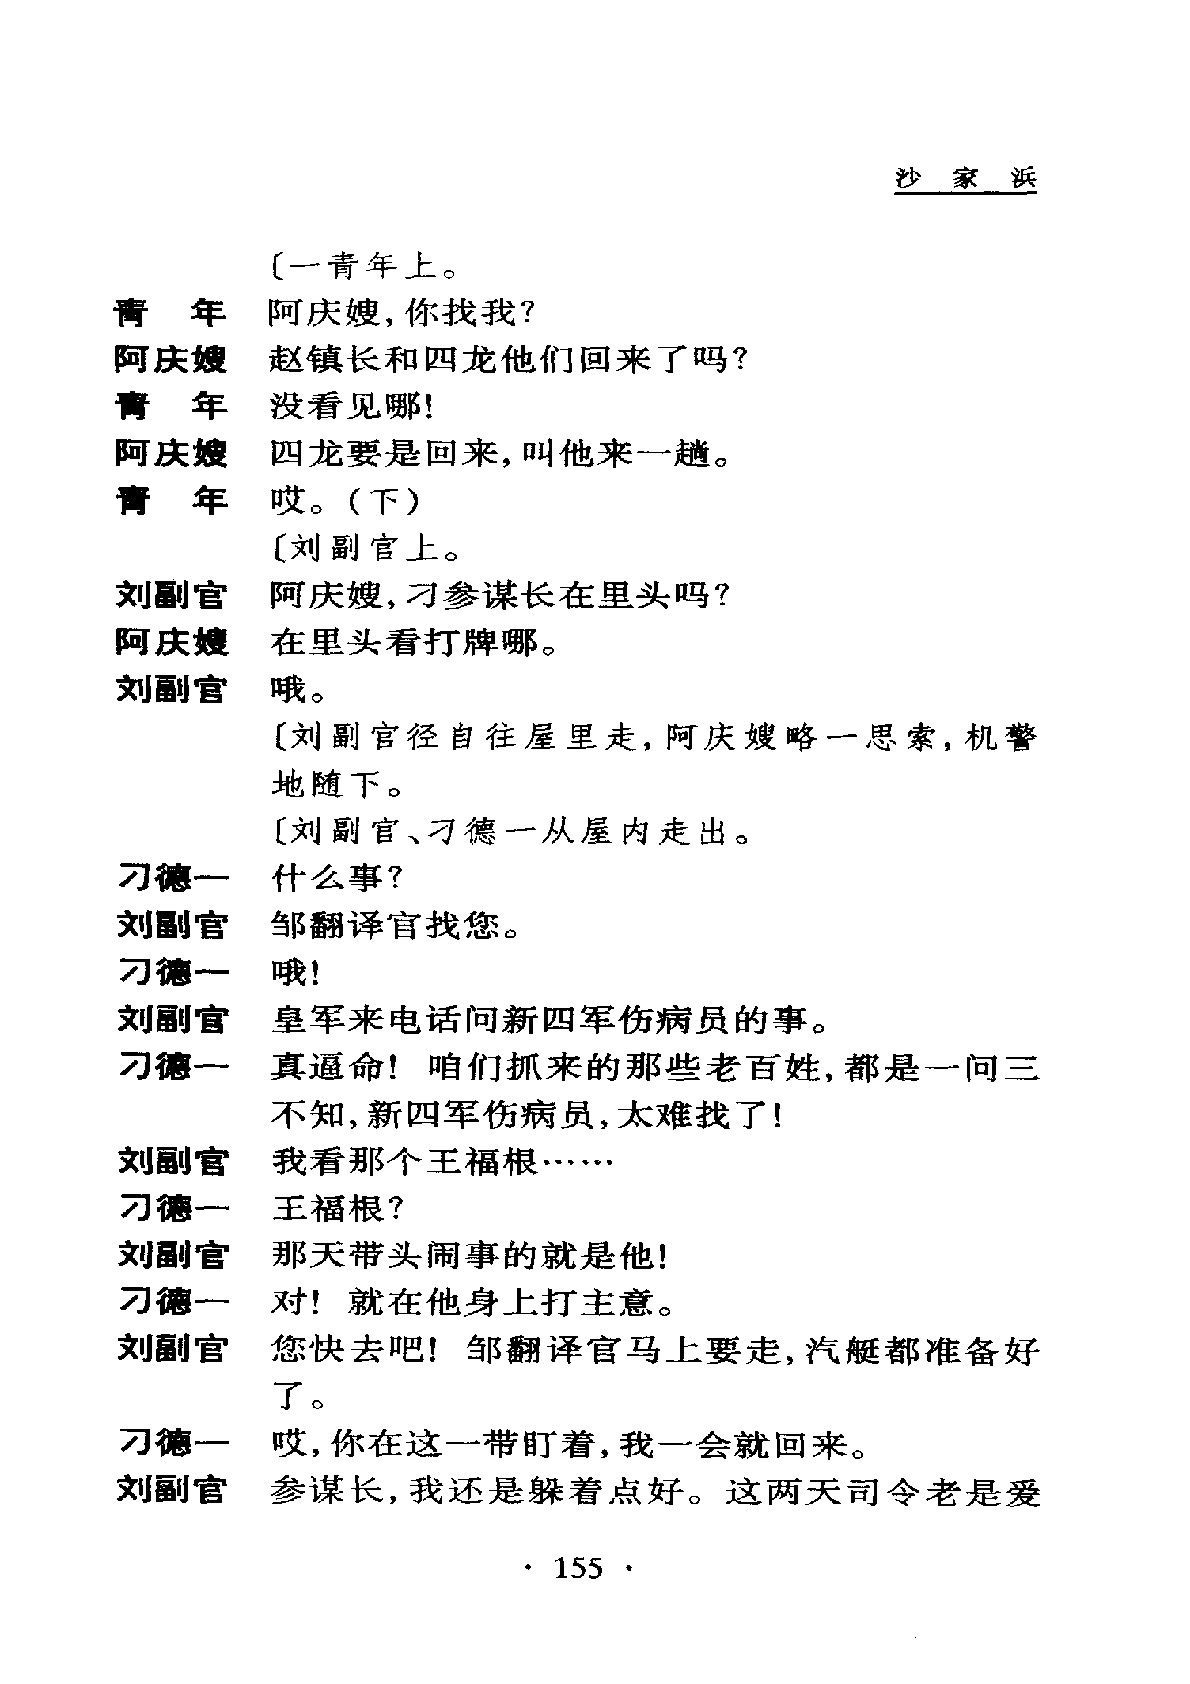 沙家浜
〔一青年上。
青　年　阿庆嫂,你找我?
阿庆嫂　赵镇长和四龙他们回来了吗?
青　年　没看见哪!
阿庆嫂　四龙要是回来,叫他来一趟。
青　年　哎。(下)
〔刘副官上。
刘副官　阿庆嫂,刁参谋长在里头吗?
阿庆嫂　在里头看打牌哪。
刘副官　哦。
〔刘副官径自往屋里走,阿庆嫂略一思索,机警
地随下。
〔刘副官、刁德一从屋内走出。
刁德一　什么事?
刘副官　邹翻译官找您。
刁德一　哦!
刘副官　皇军来电话问新四军伤病员的事。
刁德一　真逼命! 咱们抓来的那些老百姓,都是一问三
不知,新四军伤病员,太难找了!
刘副官　我看那个王福根……
刁德一　王福根?
刘副官　那天带头闹事的就是他!
刁德一　对! 就在他身上打主意。
刘副官　您快去吧! 邹翻译官马上要走,汽艇都准备好
了。
刁德一　哎,你在这一带盯着,我一会就回来。
刘副官　参谋长,我还是躲着点好。这两天司令老是爱
· 155 ·